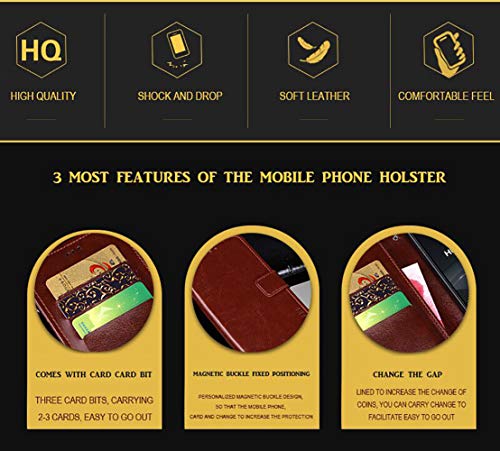 HQ
HIGH QUALITY
SHOCK AND DROP
SOFT LEATHER
COMFORTABLE FEEL
3 MOST FEATURES OF THE MOBILE PHONE HOLSTER
COMES WITH CARD CARD BIT
THREE CARD BITS, CARRYING
2-3 CARDS, EASY TO GO OUT
MAGNETIC BUCKLE FIXED POSITIONING
PERSONALIZED MAGNETIC BUCKLE DESIGN,
SO THAT THE MOBILE PHONE,
CARD AND CHANGE TO INCREASE THE PROTECTION
CHANGE THE GAP
LINED TO INCREASE THE CHANGE OF
COINS, YOU CAN CARRY CHANGE TO
FACILITATE EASY TO GO OUT